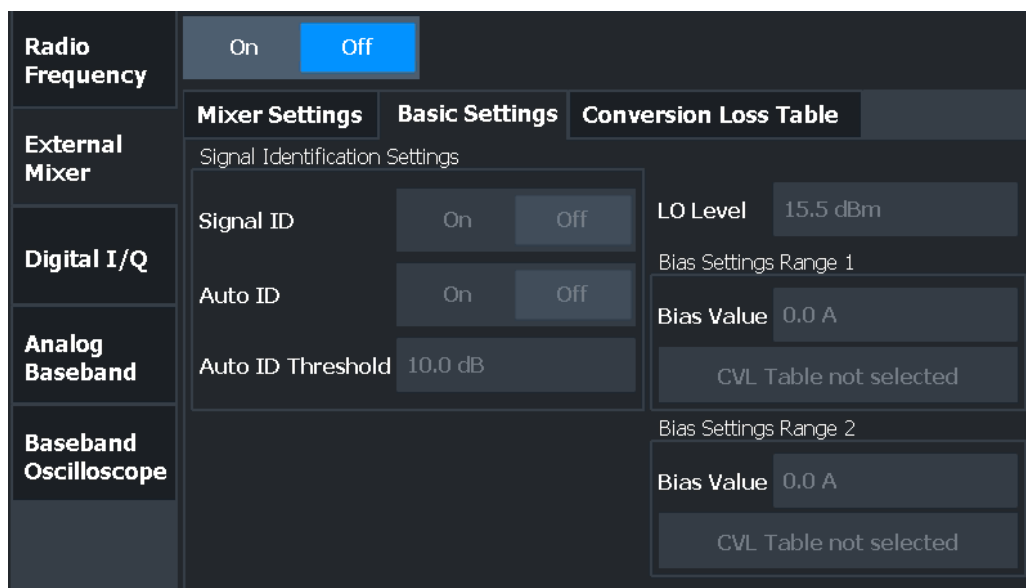 Radio
Frequency
External
Mixer
Digital I/Q
Analog
Baseband
Baseband
Oscilloscope
On Off
Mixer Settings Basic Settings Conversion Loss Table
Signal Identification Settings
Signal ID On Off
Auto ID On Off
Auto ID Threshold 10.0 dB
LO Level 15.5 dBm
Bias Settings Range 1
Bias Value 0.0 A
CVL Table not selected
Bias Settings Range 2
Bias Value 0.0 A
CVL Table not selected